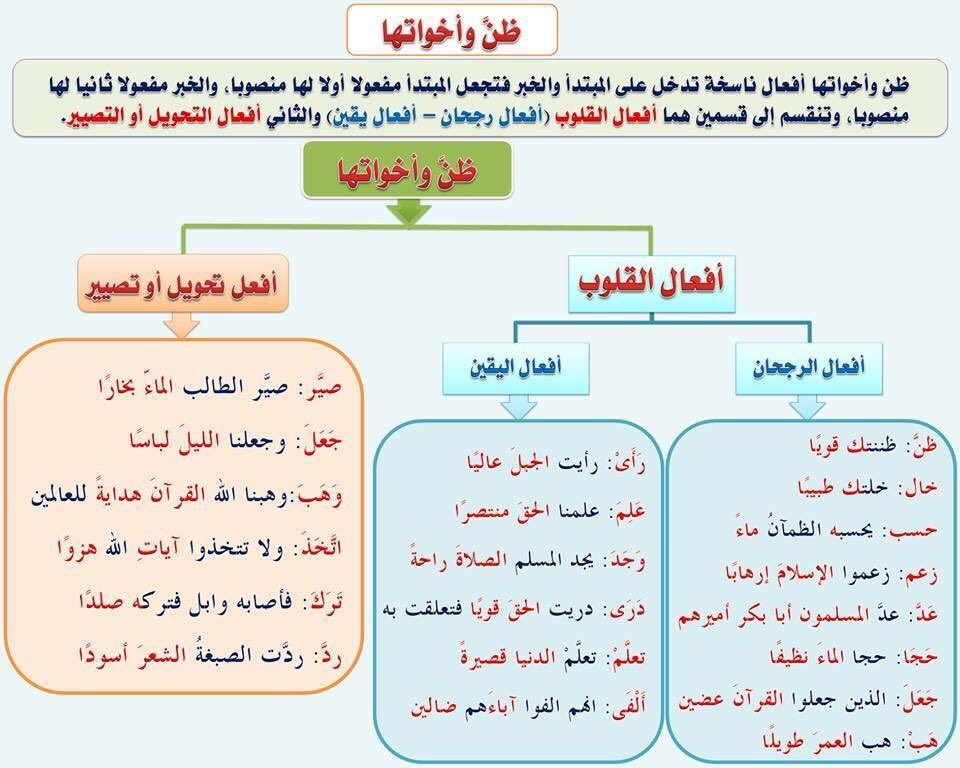 ظنَّ وأخواتها
ظن وأخواتها أفعال ناسخة تدخل على المبتدأ والخبر فتجعل المبتدأ مفعولا أولا لها منصوبا، والخبر مفعولا ثانيا لها
منصوبا، وتنقسم إلى قسمين هما أفعال القلوب (أفعال رجحان – أفعال يقين) والثاني أفعال التحويل أو التصيير.
ظنَّ وأخواتها
أفعال القلوب
أفعال الرجحان
ظنَّ: ظننتك قويًا
خال: خلتك طبيبًا
حسب: يحسبه الظمآنُ ماءً
زعم: زعموا الإسلامَ إرهابًا
عَدَّ: عدَّ المسلمون أبا بكر أميرهم
حَجَا: حجا الماءَ نظيفًا
جَعَلَ: الذين جعلوا القرآنَ عضين
هَبْ: هب العمرَ طويلًا
أفعال اليقين
رَأَىْ: رأيت الجبلَ عاليًا
عَلِمَ: علمنا الحقَ منتصرًا
وَجَدَ: يجد المسلم الصلاةَ راحةً
دَرَى: دريت الحقَ قويًا فتعلقت به
تعلَّمْ: تعلَّمْ الدنيا قصيرةً
أَلْفَى: انهم الفوا آباءَهم ضالين
أفعل تحويل أو تصيير
صيَّر: صيَّر الطالب الماءّ بخارًا
جَعَلَ: وجعلنا الليلَ لباسًا
وَهَبَ:وهبنا الله القرآنَ هدايةً للعالمين
اتَّخَذَ: ولا تتخذوا آياتِ الله هزوًا
تَرَكَ: فأصابه وابل فتركه صلدًا
ردَّ: ردَّت الصبغةُ الشعرَ أسودًا